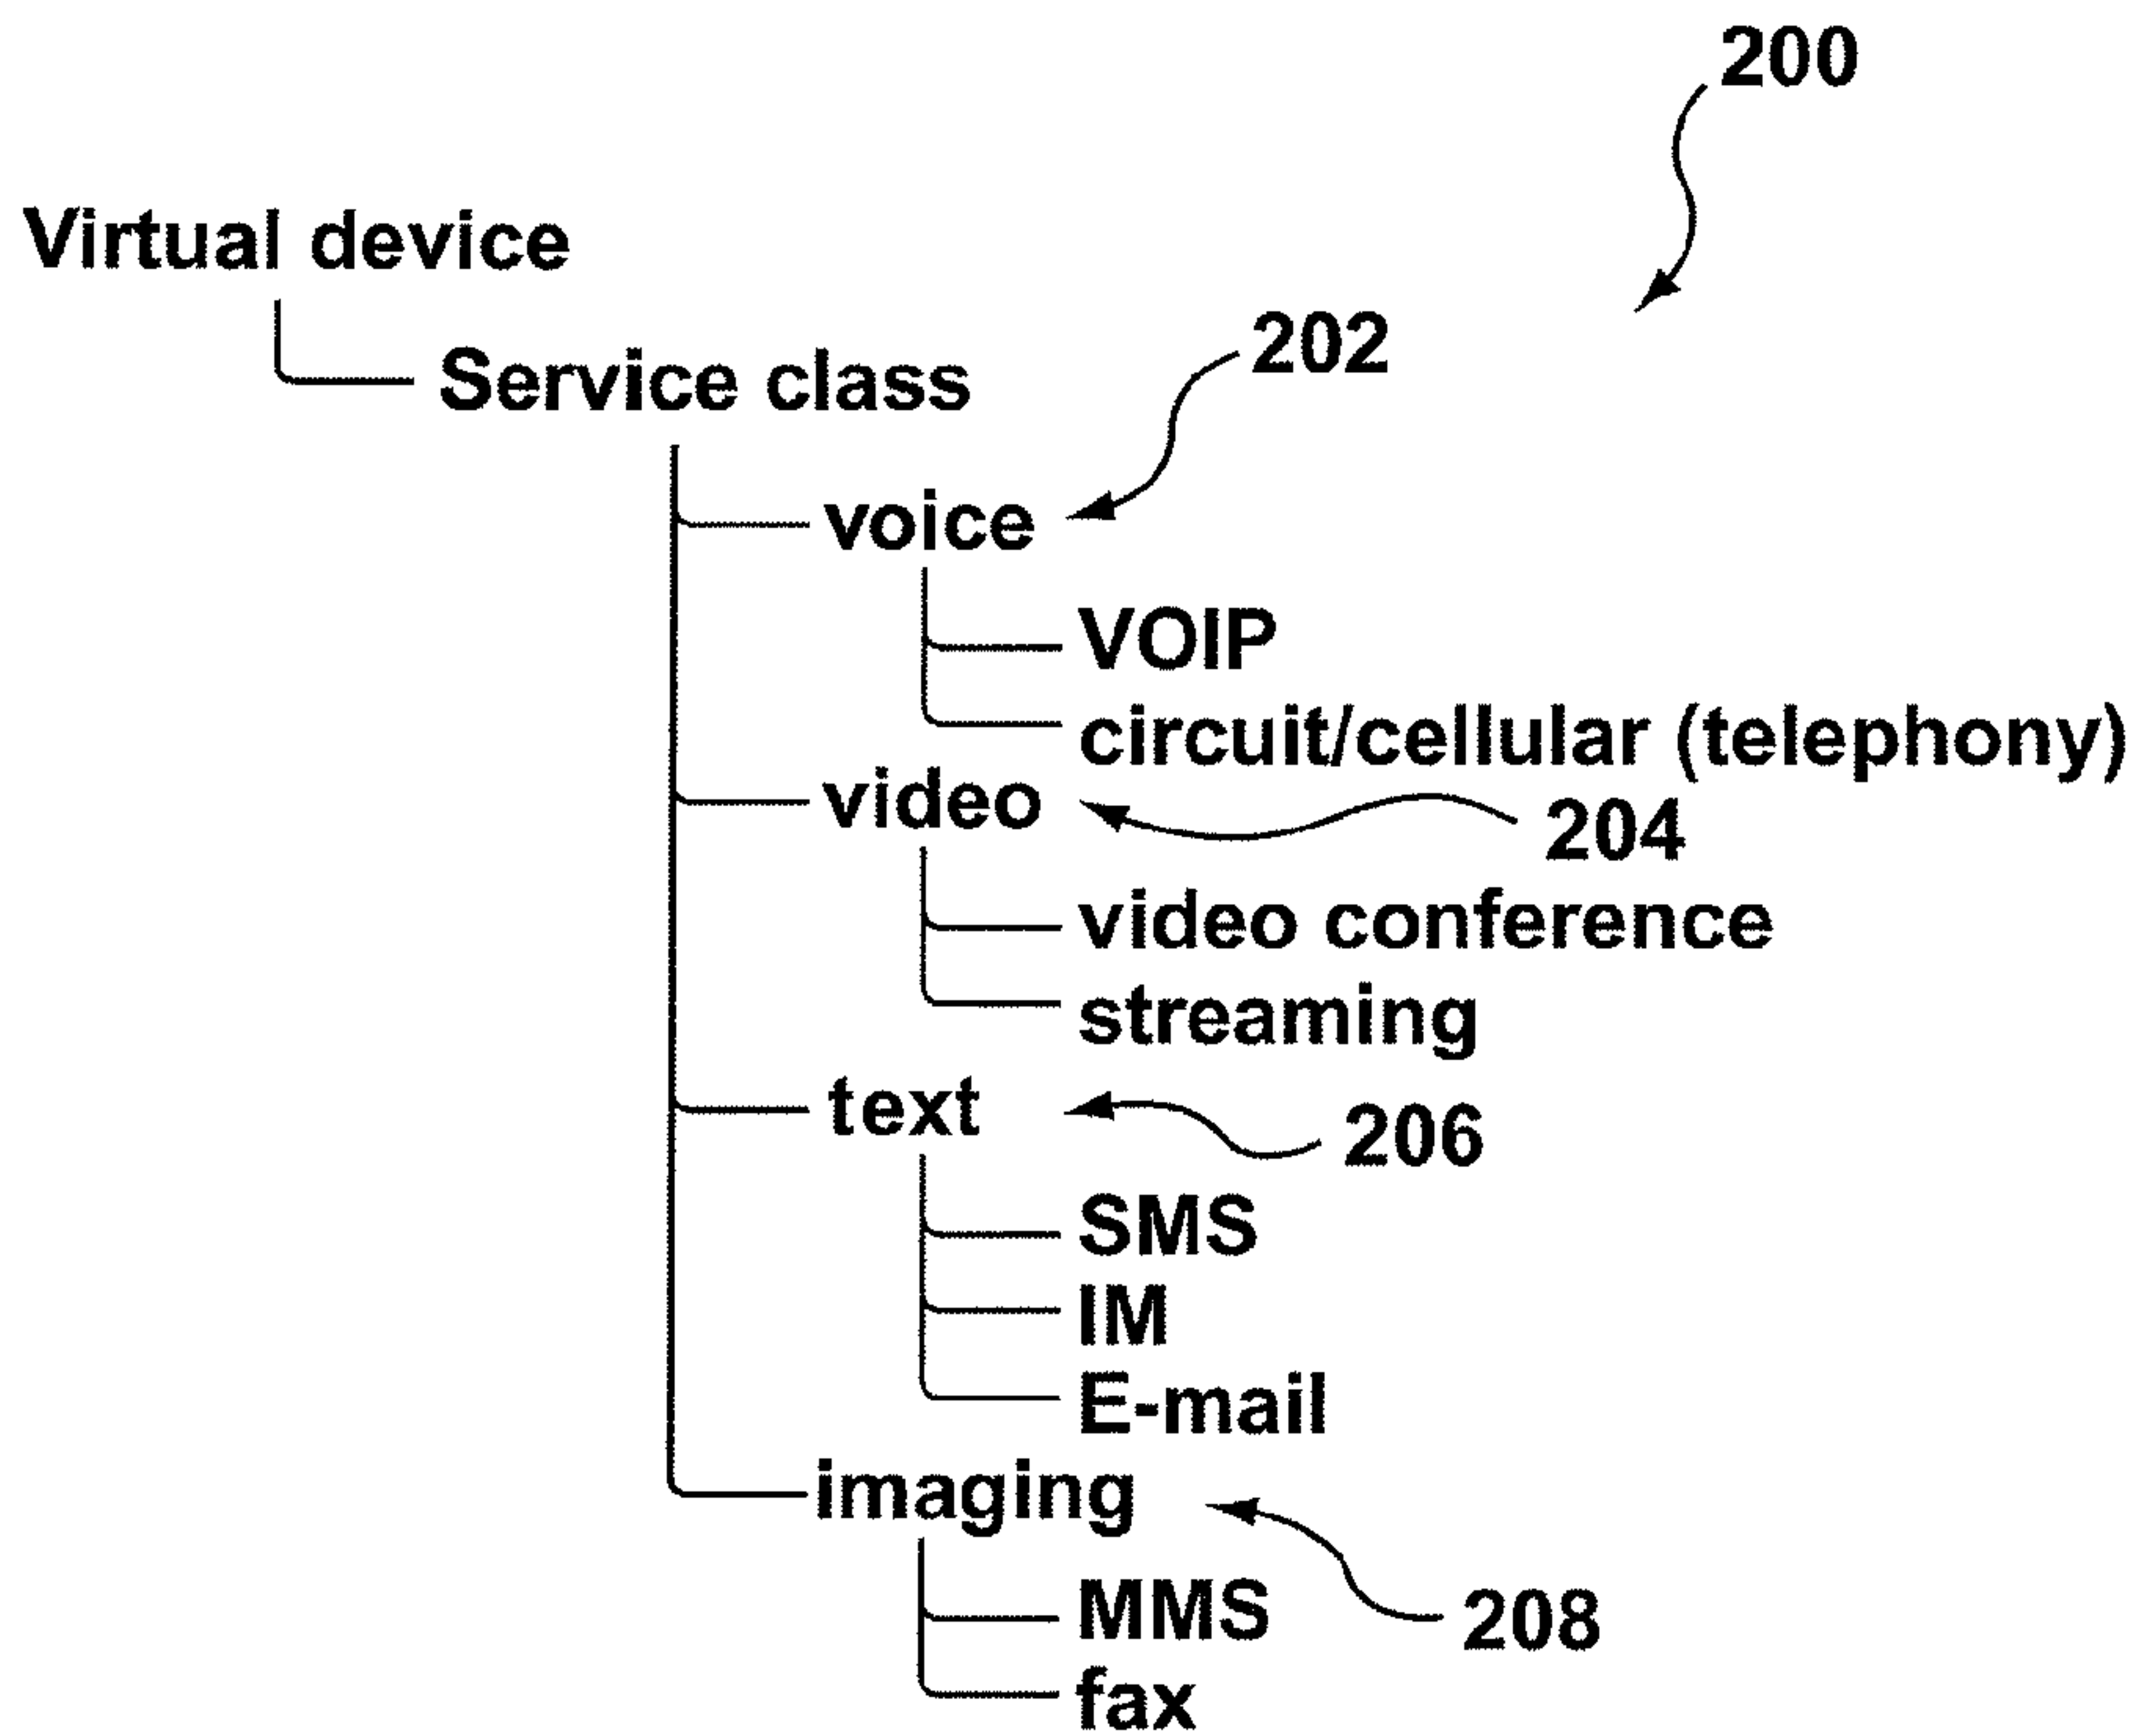 200
Virtual device
Service class
202
voice
VOIP
circuit/cellular (telephony)
video
204
video conference
streaming
text
206
SMS
IM
E-mail
imaging
MMS
208
fax